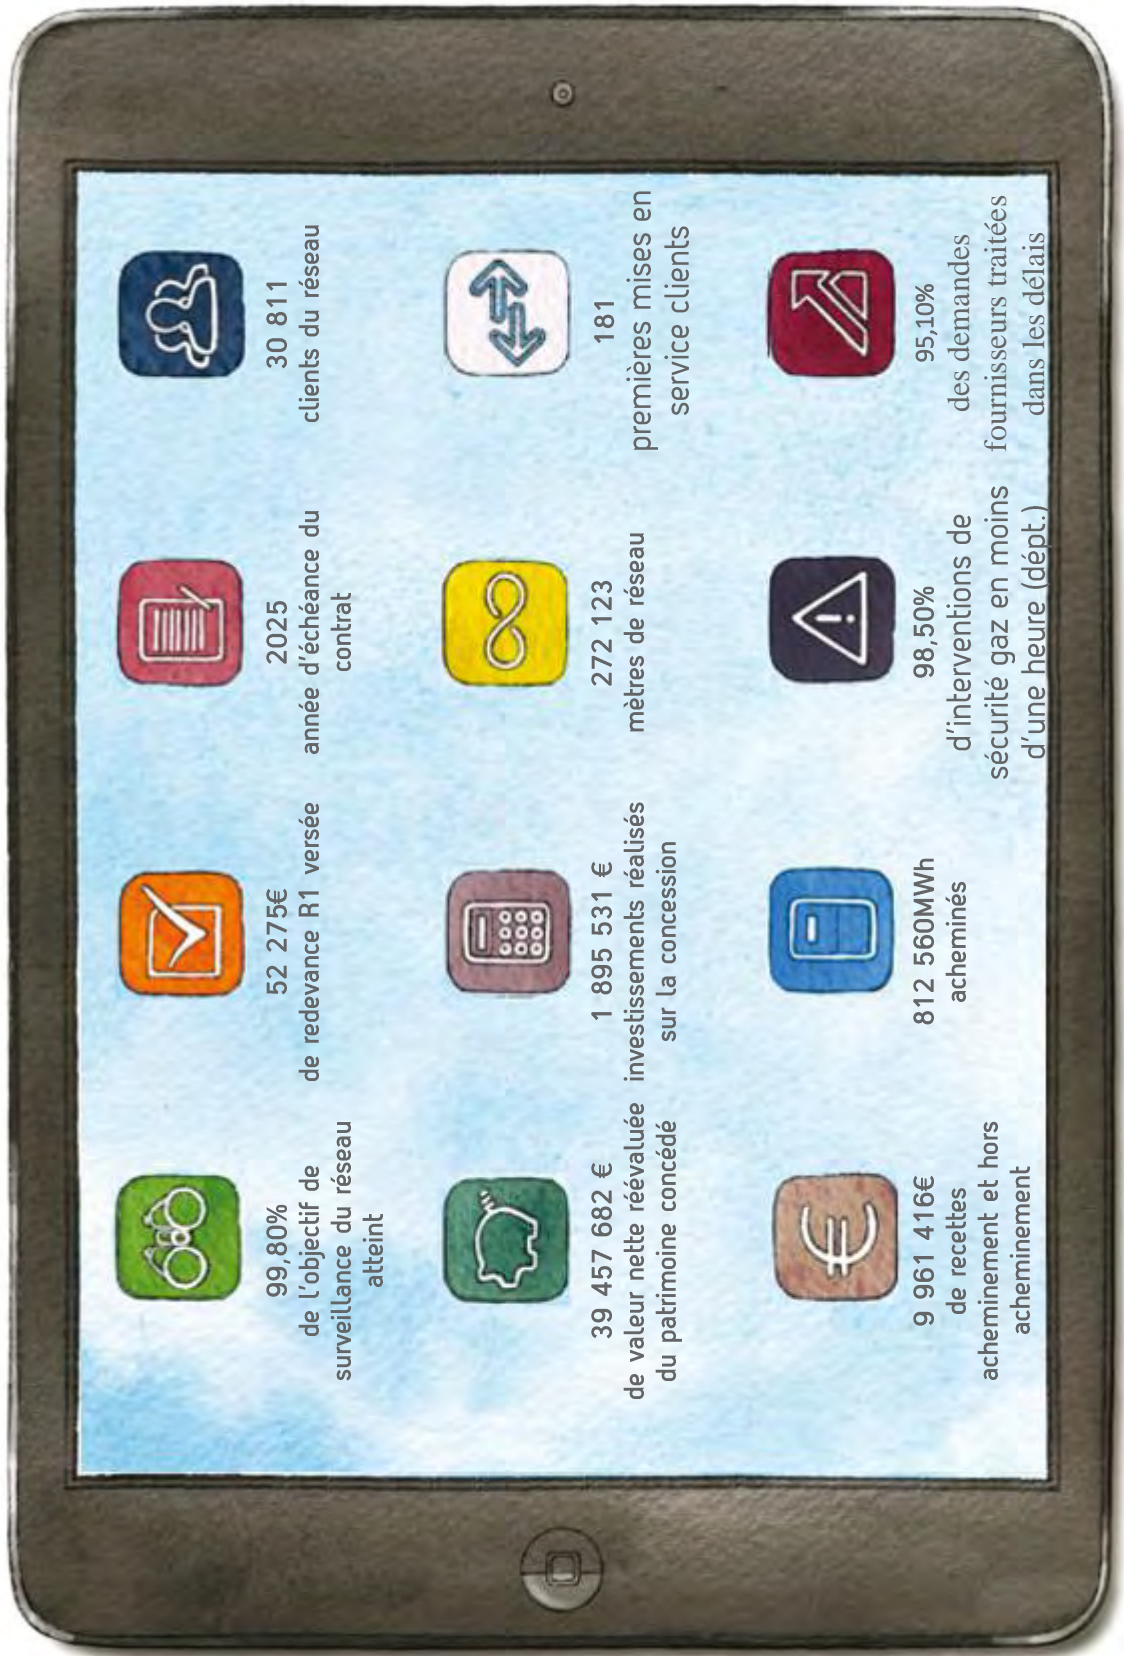 99,80%
de l'objectif de
surveillance du réseau
atteint
52 275€
de redevance R1 versée
2025
année d'échéance du
contrat
30 811
clients du réseau
39 457 682 €
de valeur nette réévaluée
du patrimoine concédé
1 895 531 €
investissements réalisés
sur la concession
272 123
mètres de réseau
181
premières mises en
service clients
9 961 416€
de recettes
acheminement et hors
acheminement
812 560MWh
acheminés
98,50%
d'interventions de
sécurité gaz en moins
d'une heure (dépt.)
95,10%
des demandes
fournisseurs traitées
dans les délais